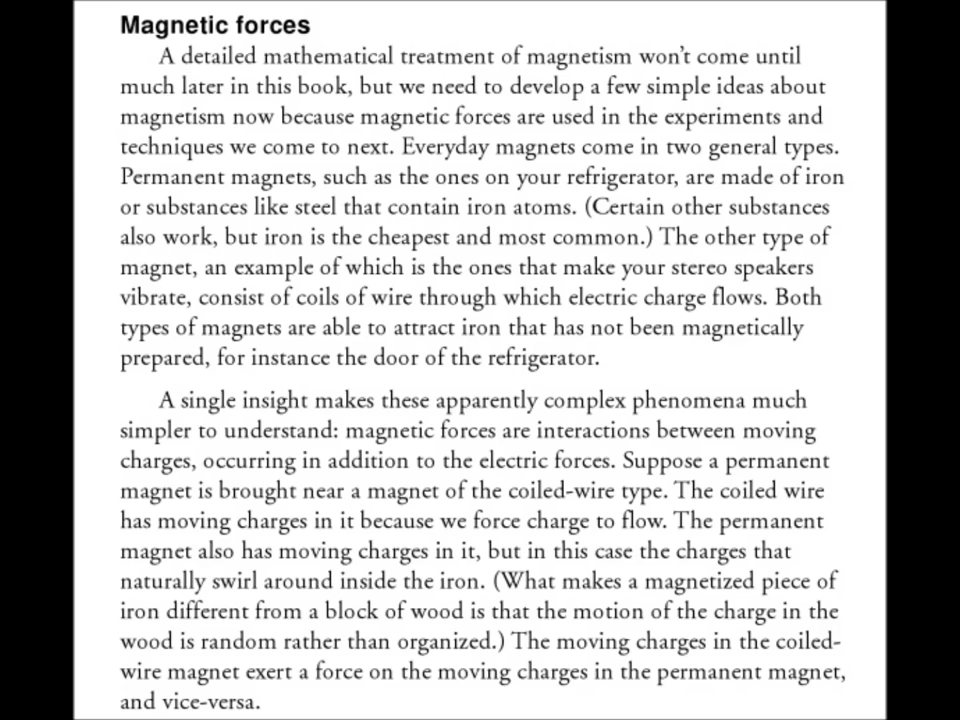 Magnetic forces
A detailed mathematical treatment of magnetism won't come until
much later in this book, but we need to develop a few simple ideas about
magnetism now because magnetic forces are used in the experiments and
techniques we come to next. Everyday magnets come in two general types.
Permanent magnets, such as the ones on your refrigerator, are made of iron
or substances like steel that contain iron atoms. (Certain other substances
also work, but iron is the cheapest and most common.) The other type of
magnet, an example of which is the ones that make your stereo speakers
vibrate, consist of coils of wire through which electric charge flows. Both
types of magnets are able to attract iron that has not been magnetically
prepared, for instance the door of the refrigerator.
A single insight makes these apparently complex phenomena much
simpler to understand: magnetic forces are interactions between moving
charges, occurring in addition to the electric forces. Suppose a permanent
magnet is brought near a magnet of the coiled-wire type. The coiled wire
has moving charges in it because we force charge to flow. The permanent
magnet also has moving charges in it, but in this case the charges that
naturally swirl around inside the iron. (What makes a magnetized piece of
iron different from a block of wood is that the motion of the charge in the
wood is random rather than organized.) The moving charges in the coiled-
wire magnet exert a force on the moving charges in the permanent magnet,
and vice-versa.